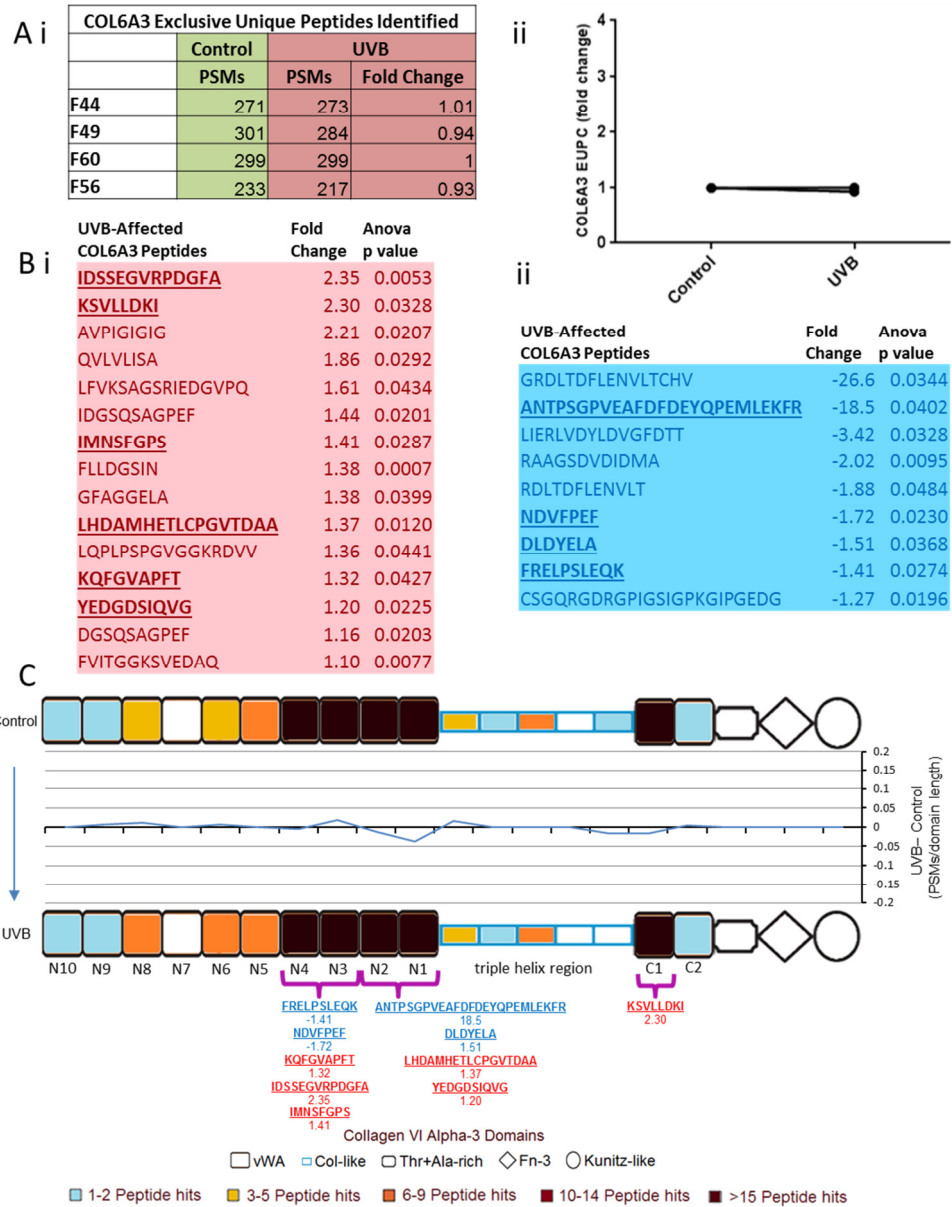 A i
COL6A3 Exclusive Unique Peptides Identified
Control UVB
PSMs PSMs Fold Change
F44 271 273 1.01
F49 301 284 0.94
F60 299 299 1
F56 233 217 0.93
ii
COL6A3 EUPC (fold change)
4
3
2
1
0
Control UVB
B i
UVB-Affected Fold Anova
COL6A3 Peptides Change p value
IDSSEGVRPDGFA 2.35 0.0053
KSVLLDKI 2.30 0.0328
AVPIGIGIG 2.21 0.0207
QVLVLISA 1.86 0.0292
LFVKSAGSRIEDGVPQ 1.61 0.0434
IDGSQSAGPEF 1.44 0.0201
IMNSFGPS 1.41 0.0287
FLLDGSIN 1.38 0.0007
GFAGGELA 1.38 0.0399
LHDAMHETLCPGVTDAA 1.37 0.0120
LQPLPSPGVGGKRDVV 1.36 0.0441
KQFGVAPFT 1.32 0.0427
YEDGDSIQVG 1.20 0.0225
DGSQSAGPEF 1.16 0.0203
FVITGGKSVEDAQ 1.10 0.0077
ii
UVB-Affected Fold Anova
COL6A3 Peptides Change p value
GRDLTDFLENVLTCHV -26.6 0.0344
ANTPSGPVEAFDFDEYQPEMLEKFR -18.5 0.0402
LIERLVDYLDVGFDTT -3.42 0.0328
RAAGSDVDIDMA -2.02 0.0095
RDLTDFLENVLT -1.88 0.0484
NDVFPEF -1.72 0.0230
DLDYELA -1.51 0.0368
FRELPSLEQK -1.41 0.0274
CSGQRGDRGPIGSIGPKGIPGEDG -1.27 0.0196
C
Control
0.2
0.15
0.1
0.05
0
-0.05
-0.1
-0.15
-0.2
UVB– Control
(PSMs/domain length)
UVB
N10 N9 N8 N7 N6 N5 N4 N3 N2 N1 triple helix region C1 C2
FRELPSLEQK
-1.41
NDVFPEF
-1.72
KQFGVAPFT
1.32
IDSSEGVRPDGFA
2.35
IMNSFGPS
1.41
ANTPSGPVEAFDFDEYQPEMLEKFR
18.5
DLDYELA
1.51
LHDAMHETLCPGVTDAA
1.37
YEDGDSIQVG
1.20
KSVLLDKI
2.30
Collagen VI Alpha-3 Domains
vWA Col-like Thr+Ala-rich Fn-3 Kunitz-like
1-2 Peptide hits 3-5 Peptide hits 6-9 Peptide hits 10-14 Peptide hits >15 Peptide hits